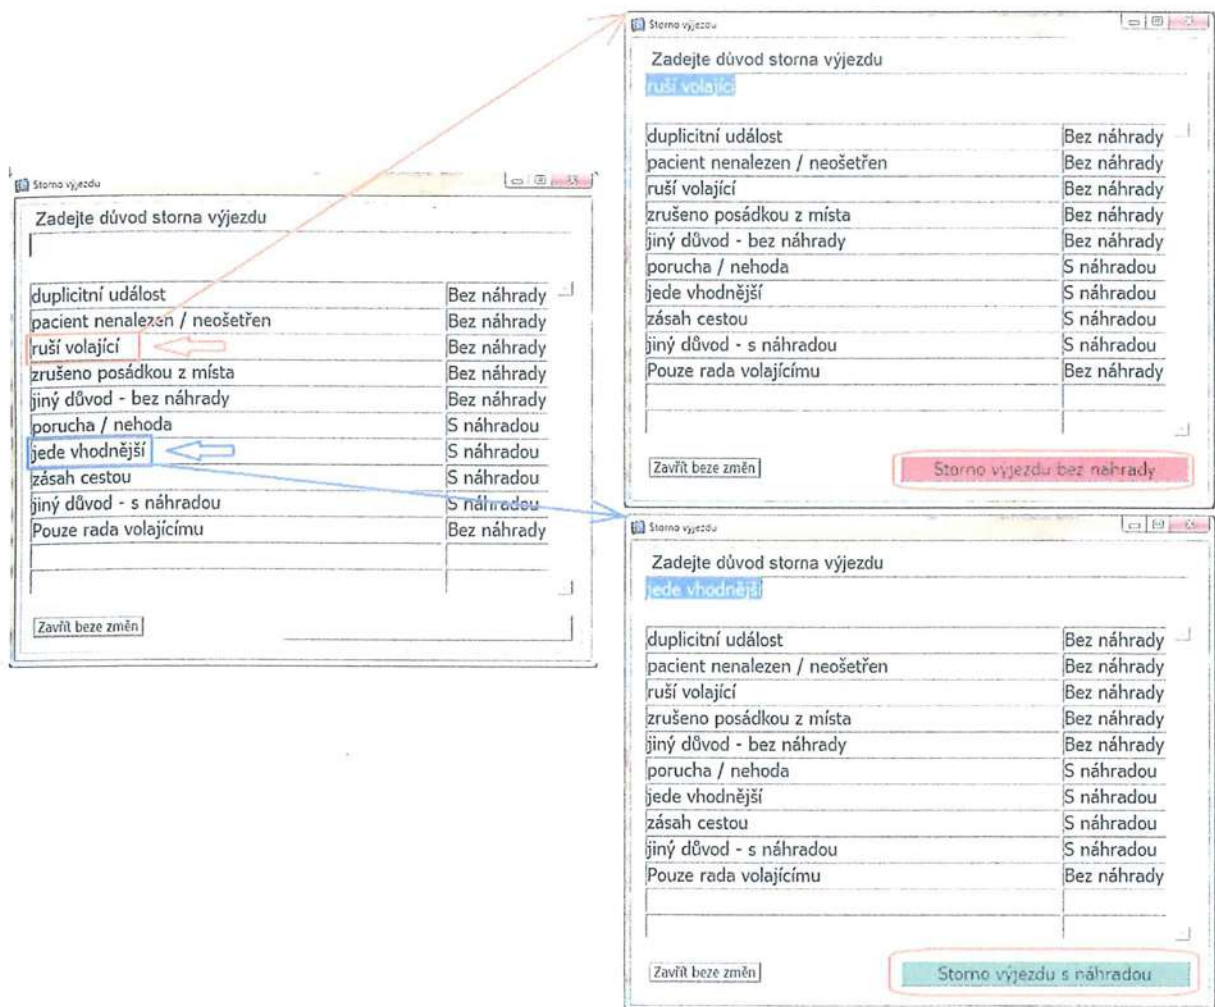 Storno výjezdu
Zadejte důvod storna výjezdu
duplicitní událost Bez náhrady
pacient nenalezen / neošetřen Bez náhrady
ruší volající Bez náhrady
zrušeno posádkou z místa Bez náhrady
jiný důvod - bez náhrady Bez náhrady
porucha / nehoda S náhradou
jede vhodnější S náhradou
zásah cestou S náhradou
jiný důvod - s náhradou S náhradou
Pouze rada volajícímu Bez náhrady
Zavřít beze změn
Storno výjezdu
Zadejte důvod storna výjezdu
ruší volající
duplicitní událost Bez náhrady
pacient nenalezen / neošetřen Bez náhrady
ruší volající Bez náhrady
zrušeno posádkou z místa Bez náhrady
jiný důvod - bez náhrady Bez náhrady
porucha / nehoda S náhradou
jede vhodnější S náhradou
zásah cestou S náhradou
jiný důvod - s náhradou S náhradou
Pouze rada volajícímu Bez náhrady
Zavřít beze změn Storno výjezdu bez náhrady
Storno výjezdu
Zadejte důvod storna výjezdu
jede vhodnější
duplicitní událost Bez náhrady
pacient nenalezen / neošetřen Bez náhrady
ruší volající Bez náhrady
zrušeno posádkou z místa Bez náhrady
jiný důvod - bez náhrady Bez náhrady
porucha / nehoda S náhradou
jede vhodnější S náhradou
zásah cestou S náhradou
jiný důvod - s náhradou S náhradou
Pouze rada volajícímu Bez náhrady
Zavřít beze změn Storno výjezdu s náhradou